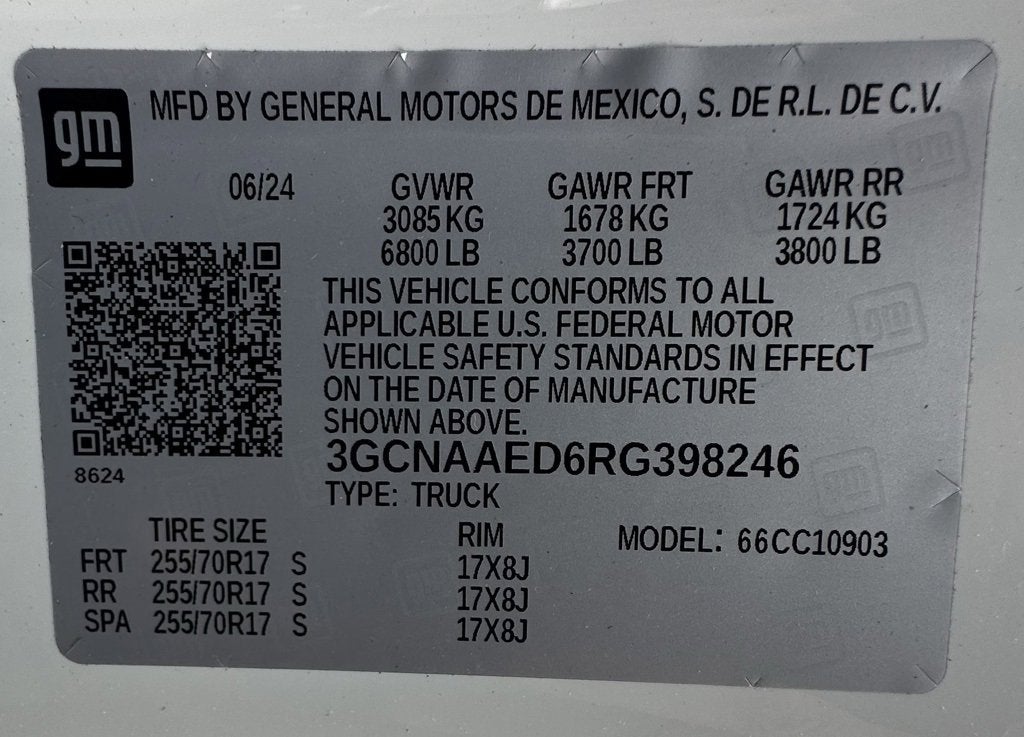 gm
MFD BY GENERAL MOTORS DE MEXICO, S. DE R.L. DE C.V.
06/24 GVWR GAWR FRT GAWR RR
3085 KG 1678 KG 1724 KG
6800 LB 3700 LB 3800 LB
THIS VEHICLE CONFORMS TO ALL
APPLICABLE U.S. FEDERAL MOTOR
VEHICLE SAFETY STANDARDS IN EFFECT
ON THE DATE OF MANUFACTURE
SHOWN ABOVE.
8624
3GCNAAED6RG398246
TYPE: TRUCK
TIRE SIZE RIM MODEL: 66CC10903
FRT 255/70R17 S 17X8J
RR 255/70R17 S 17X8J
SPA 255/70R17 S 17X8J